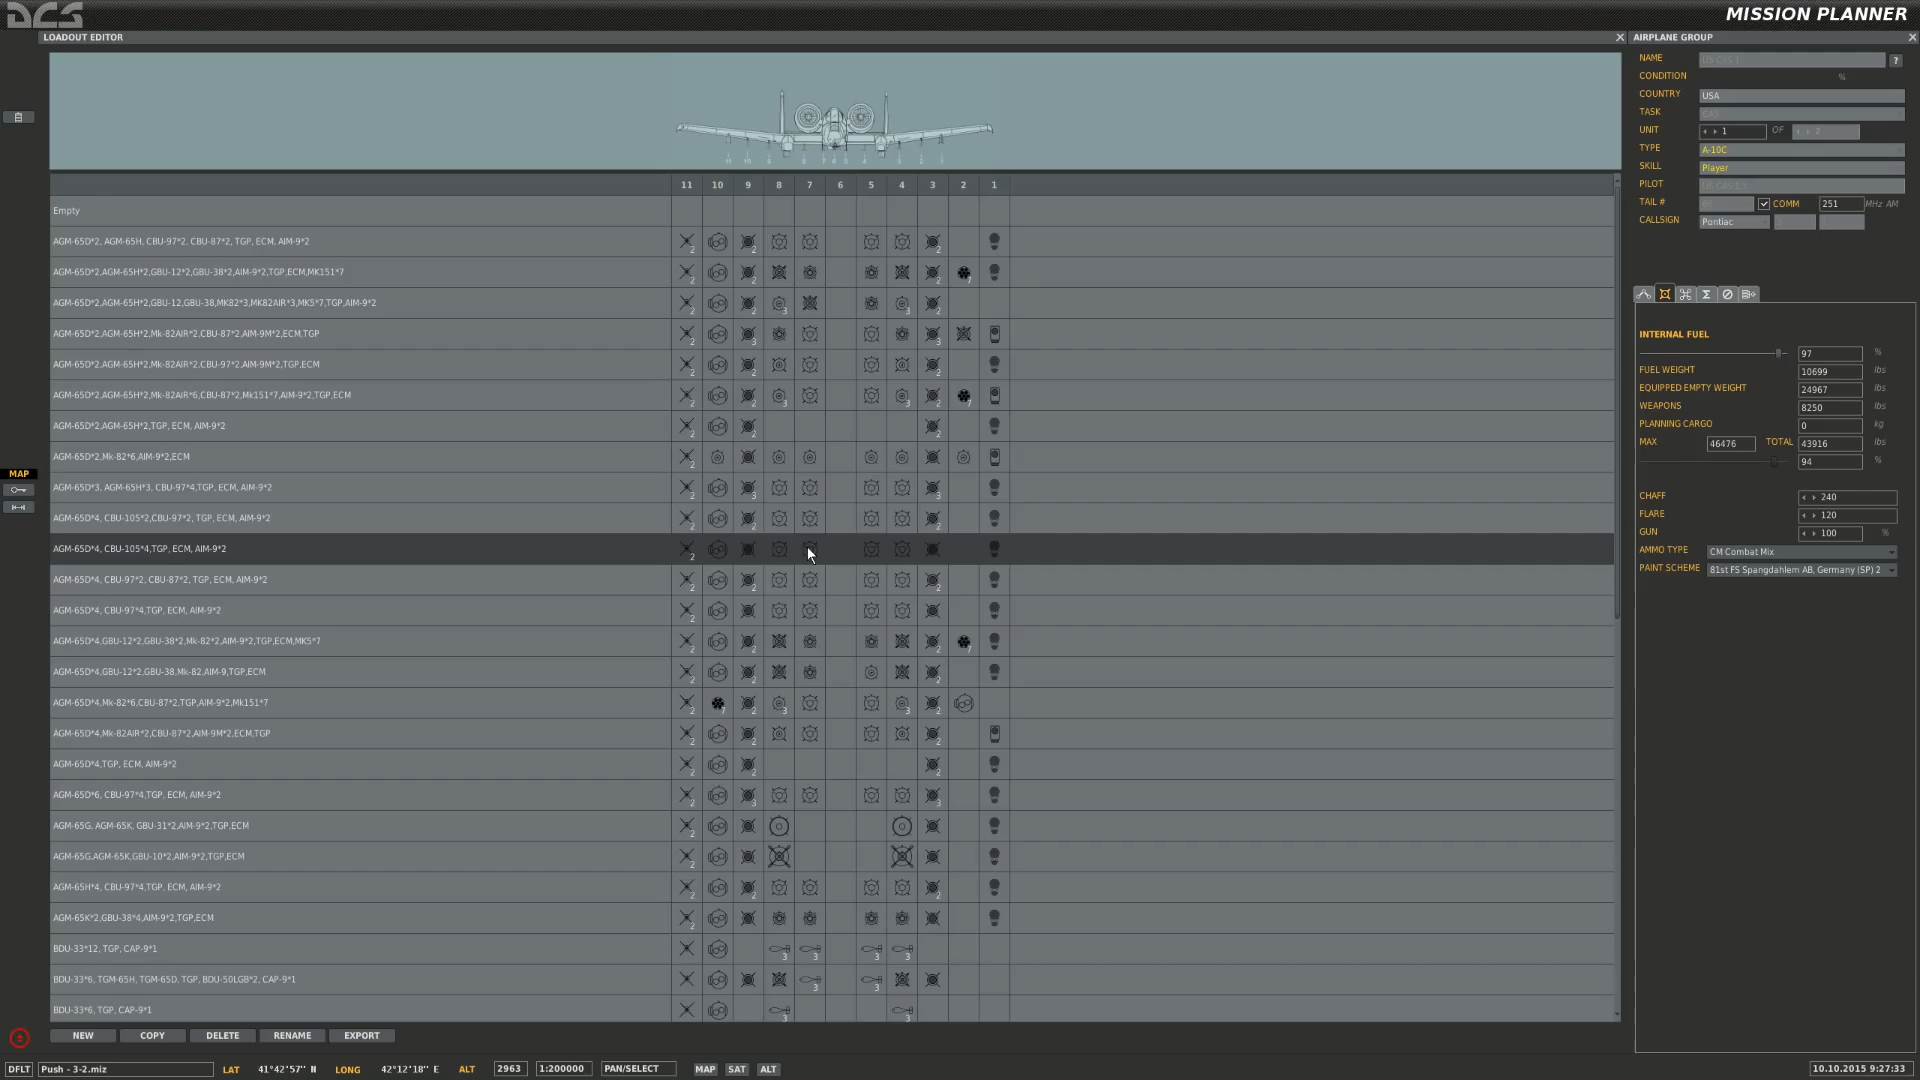 DCS
MISSION PLANNER
LOADOUT EDITOR
AIRPLANE GROUP
NAME
US CAS 1
?
CONDITION
%
COUNTRY
USA
TASK
CAS
UNIT
1
OF
2
TYPE
A-10C
SKILL
Player
PILOT
TAIL #
COMM
251
MHz AM
CALLSIGN
Pontiac
11 10 9 8 7 6 5 4 3 2 1
Empty
AGM-65D*2, AGM-65H, CBU-97*2, CBU-87*2, TGP, ECM, AIM-9*2
AGM-65D*2,AGM-65H*2,GBU-12*2,GBU-38*2,AIM-9*2,TGP,ECM,MK151*7
AGM-65D*2,AGM-65H*2,GBU-12,GBU-38,MK82*3,MK82AIR*3,MK5*7,TGP,AIM-9*2
AGM-65D*2,AGM-65H*2,Mk-82AIR*2,CBU-87*2,AIM-9M*2,ECM,TGP
AGM-65D*2,AGM-65H*2,Mk-82AIR*2,CBU-97*2,AIM-9M*2,TGP,ECM
AGM-65D*2,AGM-65H*2,Mk-82AIR*6,CBU-87*2,Mk151*7,AIM-9*2,TGP,ECM
AGM-65D*2,AGM-65H*2,TGP, ECM, AIM-9*2
AGM-65D*2,Mk-82*6,AIM-9*2,ECM
AGM-65D*3, AGM-65H*3, CBU-97*4,TGP, ECM, AIM-9*2
AGM-65D*4, CBU-105*2,CBU-97*2, TGP, ECM, AIM-9*2
AGM-65D*4, CBU-105*4,TGP, ECM, AIM-9*2
AGM-65D*4, CBU-97*2, CBU-87*2, TGP, ECM, AIM-9*2
AGM-65D*4, CBU-97*4,TGP, ECM, AIM-9*2
AGM-65D*4,GBU-12*2,GBU-38*2,Mk-82*2,AIM-9*2,TGP,ECM,MK5*7
AGM-65D*4,GBU-12*2,GBU-38,Mk-82,AIM-9,TGP,ECM
AGM-65D*4,Mk-82*6,CBU-87*2,TGP,AIM-9*2,Mk151*7
AGM-65D*4,Mk-82AIR*2,CBU-87*2,AIM-9M*2,ECM,TGP
AGM-65D*4,TGP, ECM, AIM-9*2
AGM-65D*6, CBU-97*4,TGP, ECM, AIM-9*2
AGM-65G, AGM-65K, GBU-31*2,AIM-9*2,TGP,ECM
AGM-65G,AGM-65K,GBU-10*2,AIM-9*2,TGP,ECM
AGM-65H*4, CBU-97*4,TGP, ECM, AIM-9*2
AGM-65K*2,GBU-38*4,AIM-9*2,TGP,ECM
BDU-33*12, TGP, CAP-9*1
BDU-33*6, TGM-65H, TGM-65D, TGP, BDU-50LGB*2, CAP-9*1
BDU-33*6, TGP, CAP-9*1
INTERNAL FUEL
97 %
FUEL WEIGHT 10699 lbs
EQUIPPED EMPTY WEIGHT 24967 lbs
WEAPONS 8250 lbs
PLANNING CARGO 0 kg
MAX 46476 TOTAL 43916 lbs
94 %
CHAFF 240
FLARE 120
GUN 100 %
AMMO TYPE CM Combat Mix
PAINT SCHEME 81st FS Spangdahlem AB, Germany (SP) 2
MAP
NEW COPY DELETE RENAME EXPORT
DFLT Push - 3-2.miz LAT 41°42'57'' N LONG 42°12'18'' E ALT 2963 1:200000 PAN/SELECT MAP SAT ALT 10.10.2015 9:27:33